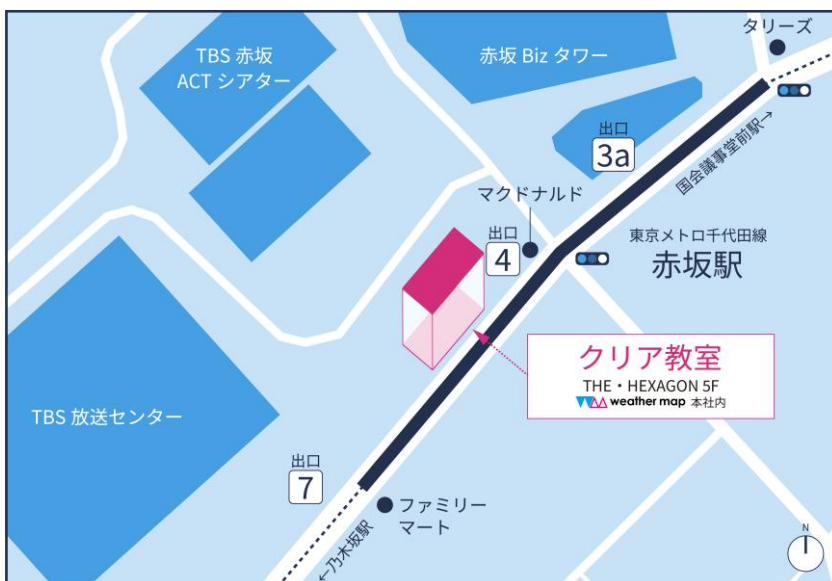 タリーズ
TBS 赤坂
ACT シアター
赤坂 Biz タワー
国会議事堂前駅→
出口
3a
マクドナルド
出口
4
東京メトロ千代田線
赤坂駅
クリア教室
THE・HEXAGON 5F
weather map 本社内
TBS 放送センター
出口
7
ファミリー
マート
←乃木坂駅
N